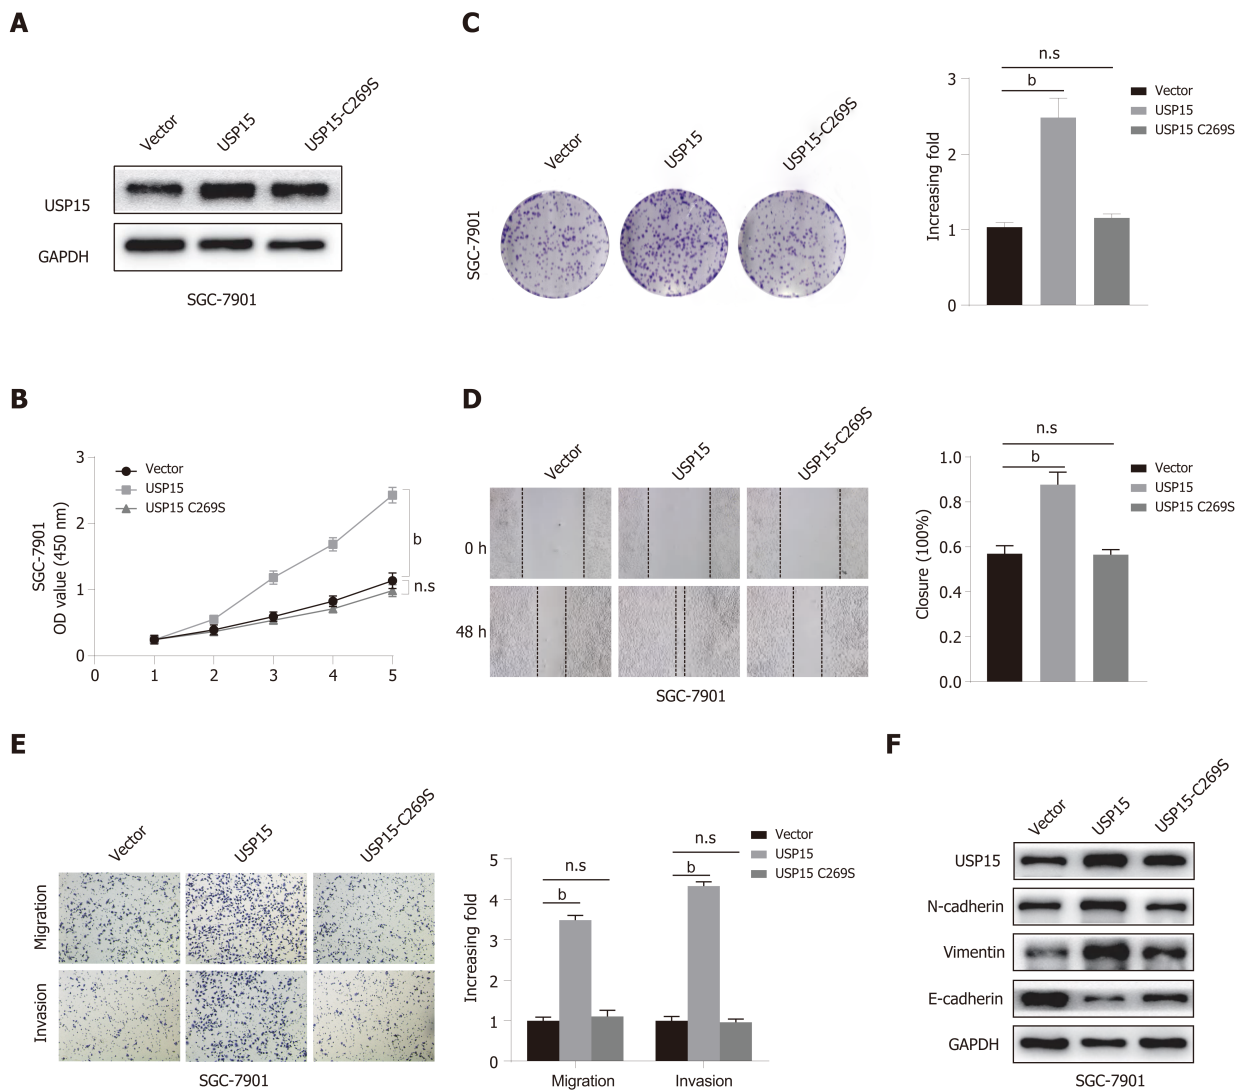 A
Vector
USP15
USP15-C269S
USP15
GAPDH
SGC-7901
C
Vector
USP15
USP15-C269S
SGC-7901
n.s
b
3
2
1
0
Increasing fold
Vector
USP15
USP15 C269S
B
3
2
1
0
SGC-7901
OD value (450 nm)
Vector
USP15
USP15 C269S
b
n.s
0 1 2 3 4 5
D
Vector
USP15
USP15-C269S
0 h
48 h
SGC-7901
n.s
b
1.0
0.8
0.6
0.4
0.2
0.0
Closure (100%)
Vector
USP15
USP15 C269S
E
Vector
USP15
USP15-C269S
Migration
Invasion
SGC-7901
5
4
3
2
1
0
Increasing fold
n.s
b
n.s
b
Migration Invasion
Vector
USP15
USP15 C269S
F
Vector
USP15
USP15-C269S
USP15
N-cadherin
Vimentin
E-cadherin
GAPDH
SGC-7901